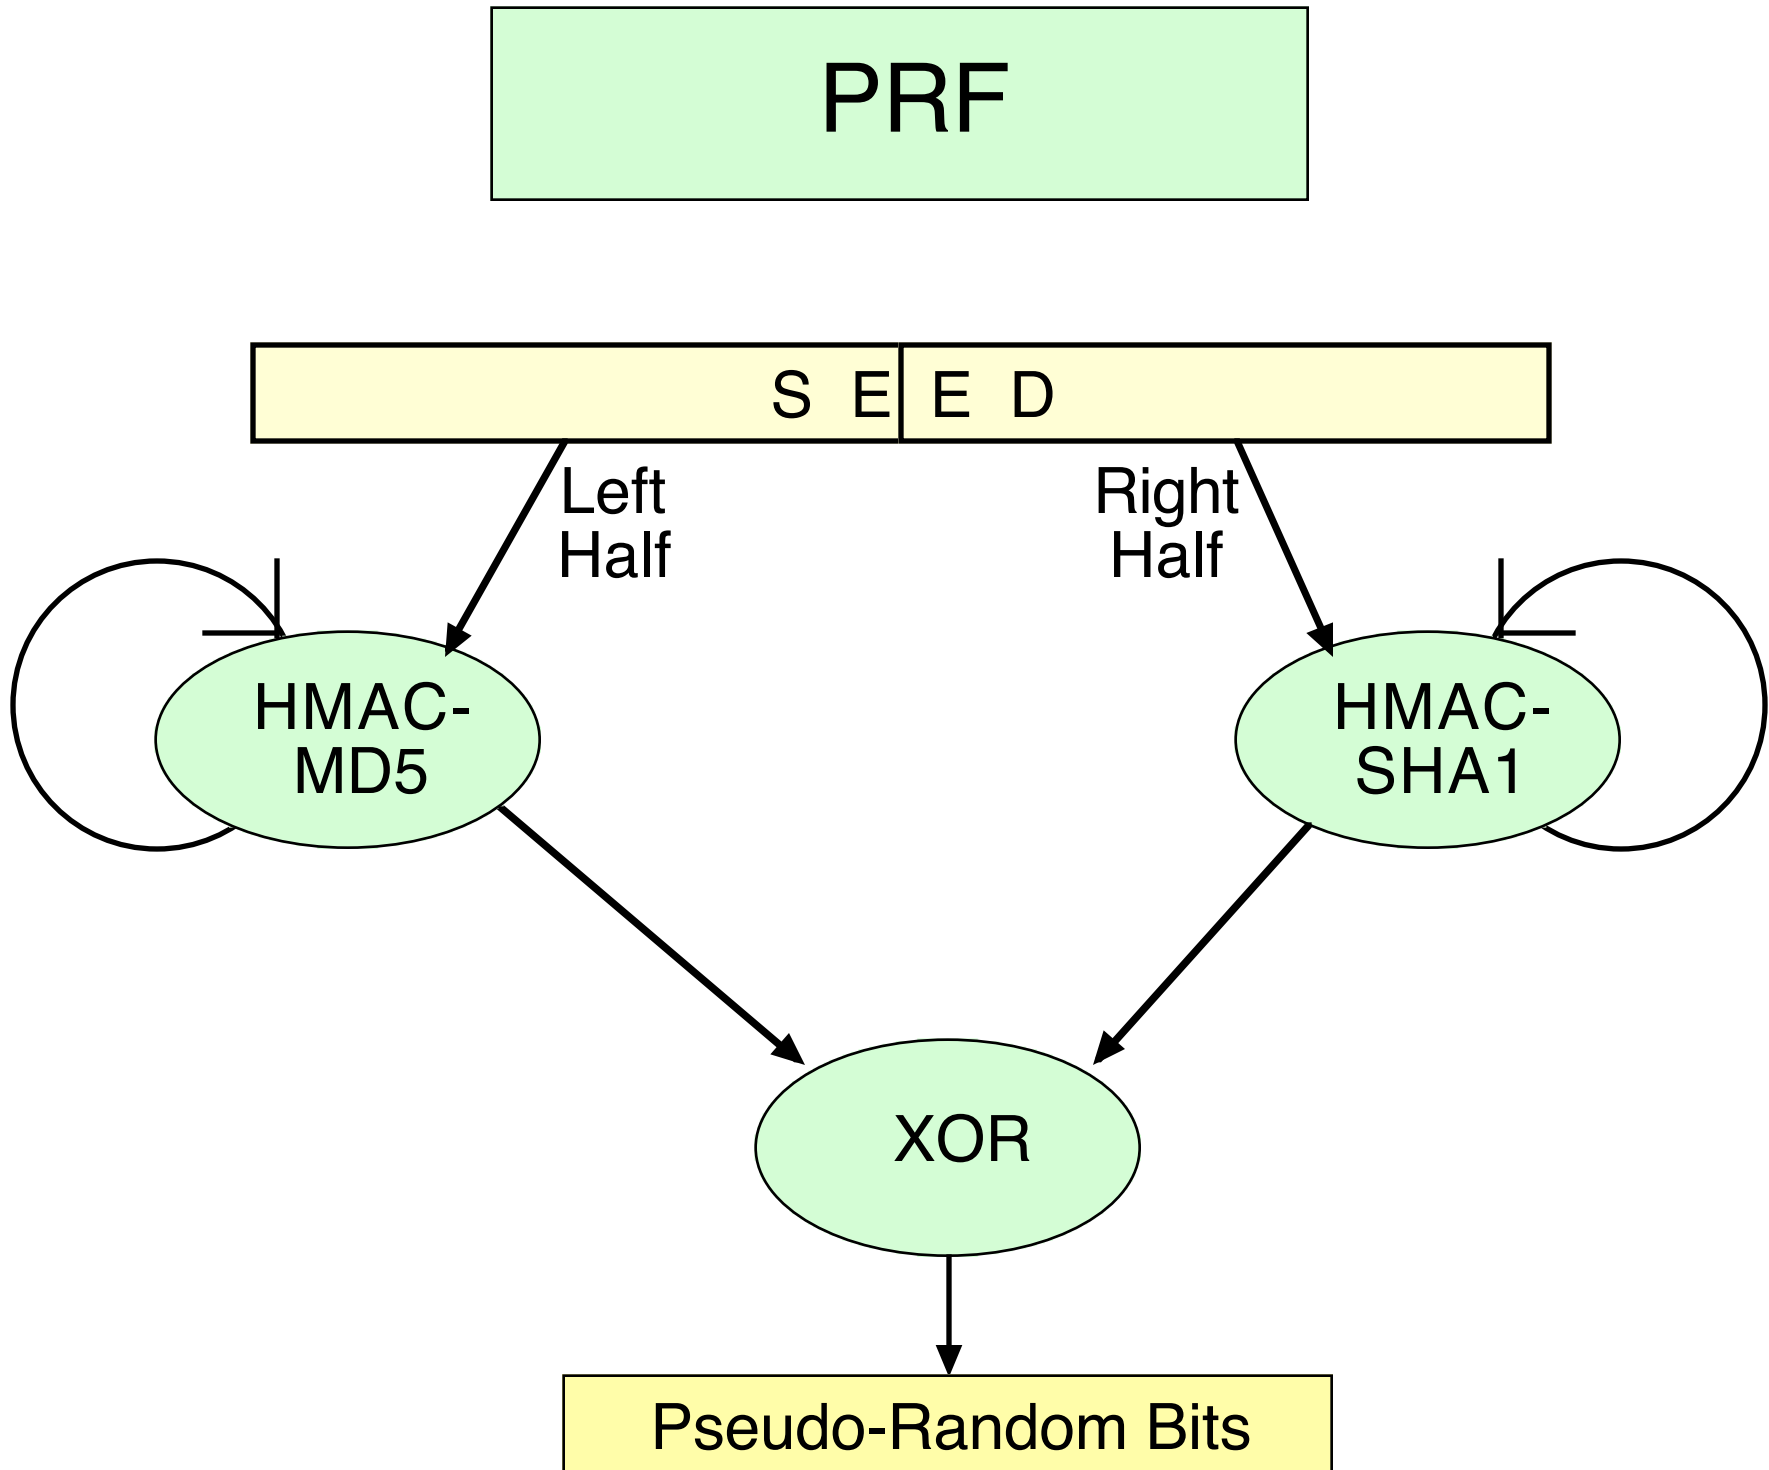 PRF
S E E D
Left
Half
Right
Half
HMAC-
MD5
HMAC-
SHA1
XOR
Pseudo-Random Bits